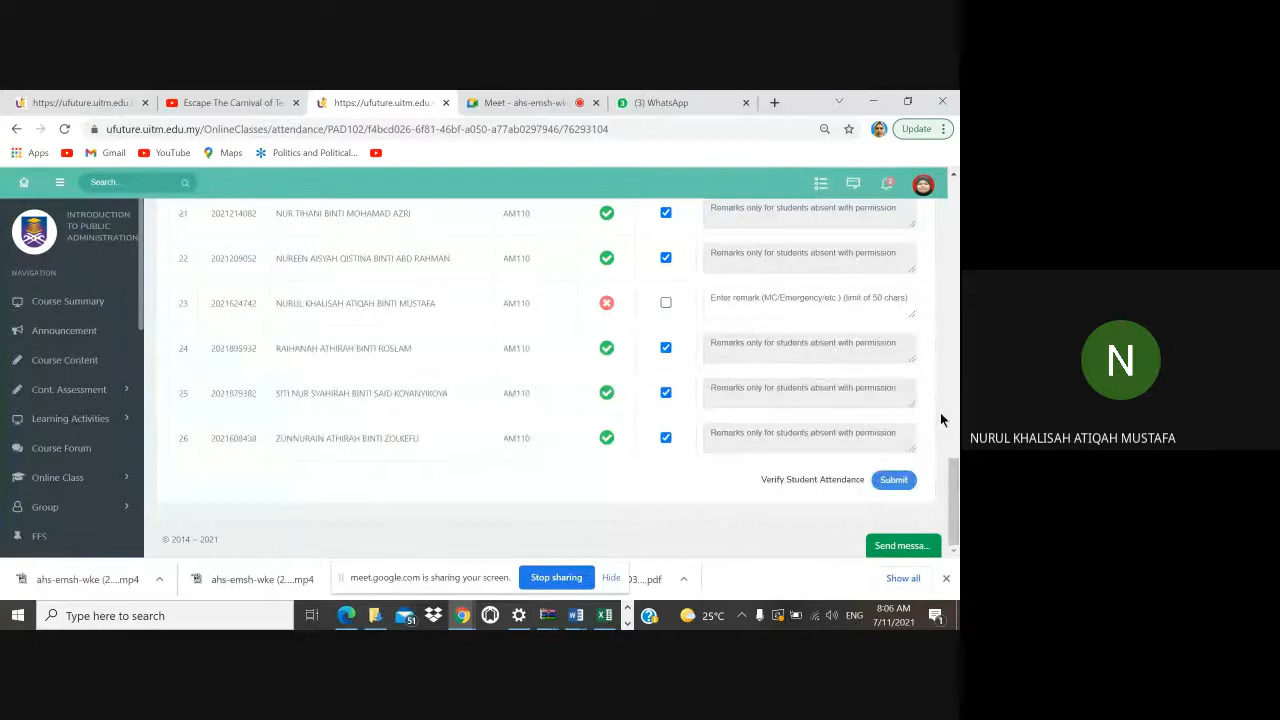 https://ufuture.uitm.edu.
Escape The Carnival of Te
https://ufuture.uitm.edu.
Meet - ahs-emsh-wk
(3) WhatsApp
ufuture.uitm.edu.my/OnlineClasses/attendance/PAD102/f4bcd026-6f81-46bf-a050-a77ab0297946/76293104
Update
Apps
Gmail
YouTube
Maps
Politics and Political...
Search...
INTRODUCTION
TO PUBLIC
ADMINISTRATION
NAVIGATION
Course Summary
Announcement
Course Content
Cont. Assessment
Learning Activities
Course Forum
Online Class
Group
EES
21 2021214082 NUR TIHANI BINTI MOHAMAD AZRI AM110 Remarks only for students absent with permission
22 2021209052 NUREEN AISYAH QISTINA BINTI ABD RAHMAN AM110 Remarks only for students absent with permission
23 2021624742 NURUL KHALISAH ATIQAH BINTI MUSTAFA AM110 Enter remark (MC/Emergency/etc.) (limit of 50 chars)
24 2021895932 RAIHANAH ATHIRAH BINTI ROSLAM AM110 Remarks only for students absent with permission
25 2021879382 SITI NUR SYAHIRAH BINTI SAID KOYANYIKOYA AM110 Remarks only for students absent with permission
26 2021608438 ZUNNURAIN ATHIRAH BINTI ZOLKEFLI AM110 Remarks only for students absent with permission
Verify Student Attendance Submit
© 2014 ~ 2021
Send messa...
ahs-emsh-wke (2....mp4
ahs-emsh-wke (2....mp4
meet.google.com is sharing your screen.
Stop sharing
Hide
03....pdf
Show all
Type here to search
51
25°C
ENG
8:06 AM
7/11/2021
1
N
NURUL KHALISAH ATIQAH MUSTAFA